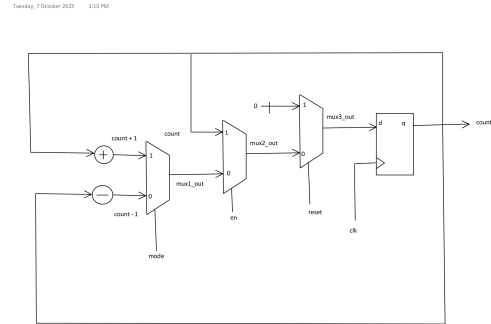 Tuesday, 7 October 2025 1:13 PM
0
1
mux3_out
d q
count
count + 1
count
1
mux2_out
+
1
0
0
mux1_out
−
0
count - 1
en
reset
clk
mode